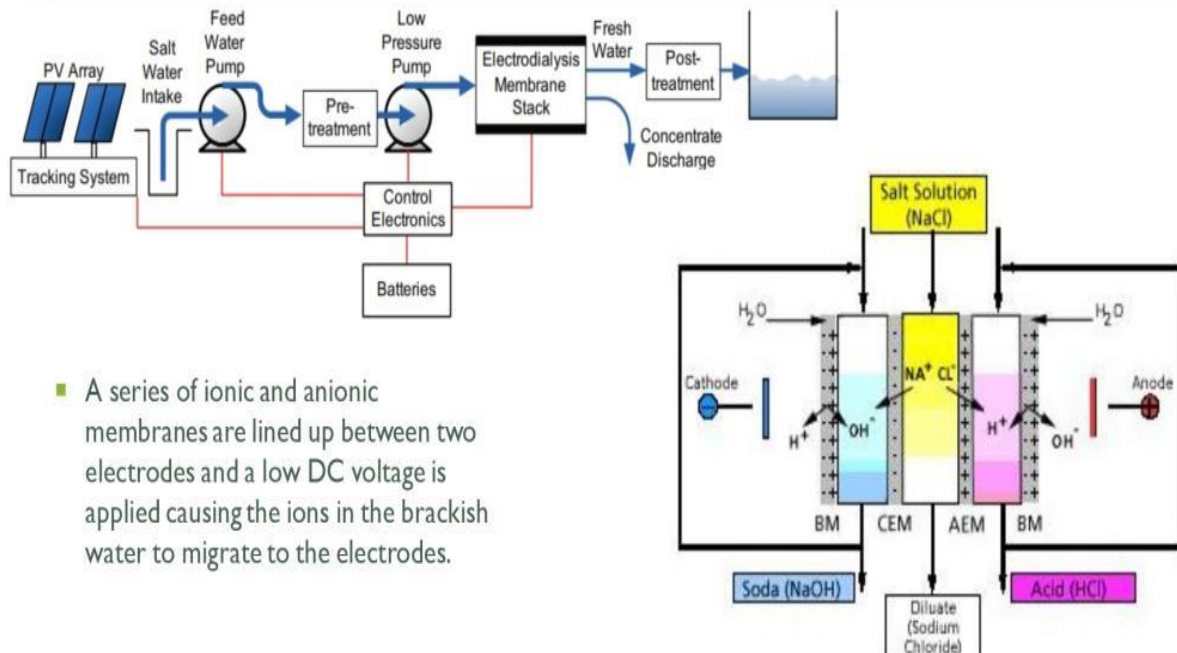 PV Array
Tracking System
Salt
Water
Intake
Feed
Water
Pump
Pre-
treatment
Low
Pressure
Pump
Electrodialysis
Membrane
Stack
Fresh
Water
Post-
treatment
Concentrate
Discharge
Control
Electronics
Batteries
▪ A series of ionic and anionic
membranes are lined up between two
electrodes and a low DC voltage is
applied causing the ions in the brackish
water to migrate to the electrodes.
Salt Solution
(NaCl)
H₂O
H₂O
Cathode
Anode
NA⁺ CL⁻
H⁺
OH⁻
H⁺
OH⁻
BM
CEM
AEM
BM
Soda (NaOH)
Acid (HCl)
Diluate
(Sodium
Chloride)